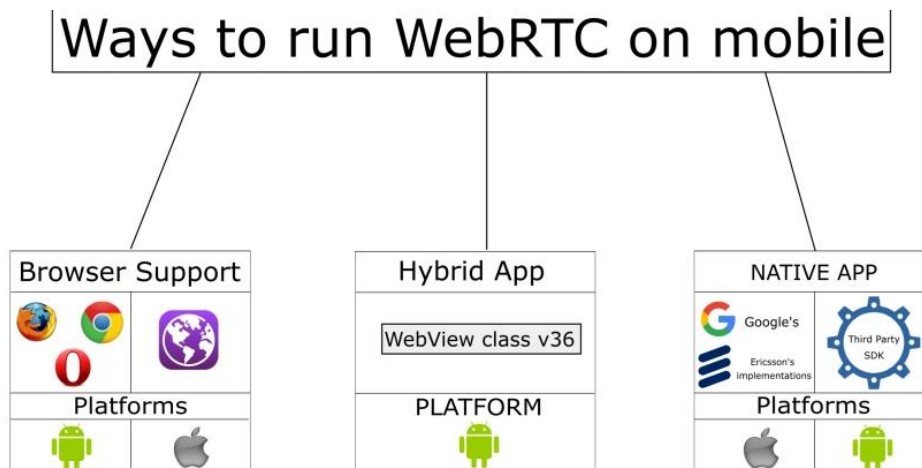 Ways to run WebRTC on mobile
Browser Support
Platforms
Hybrid App
WebView class v36
PLATFORM
NATIVE APP
Google's
Ericsson's
implementations
Third Party
SDK
Platforms